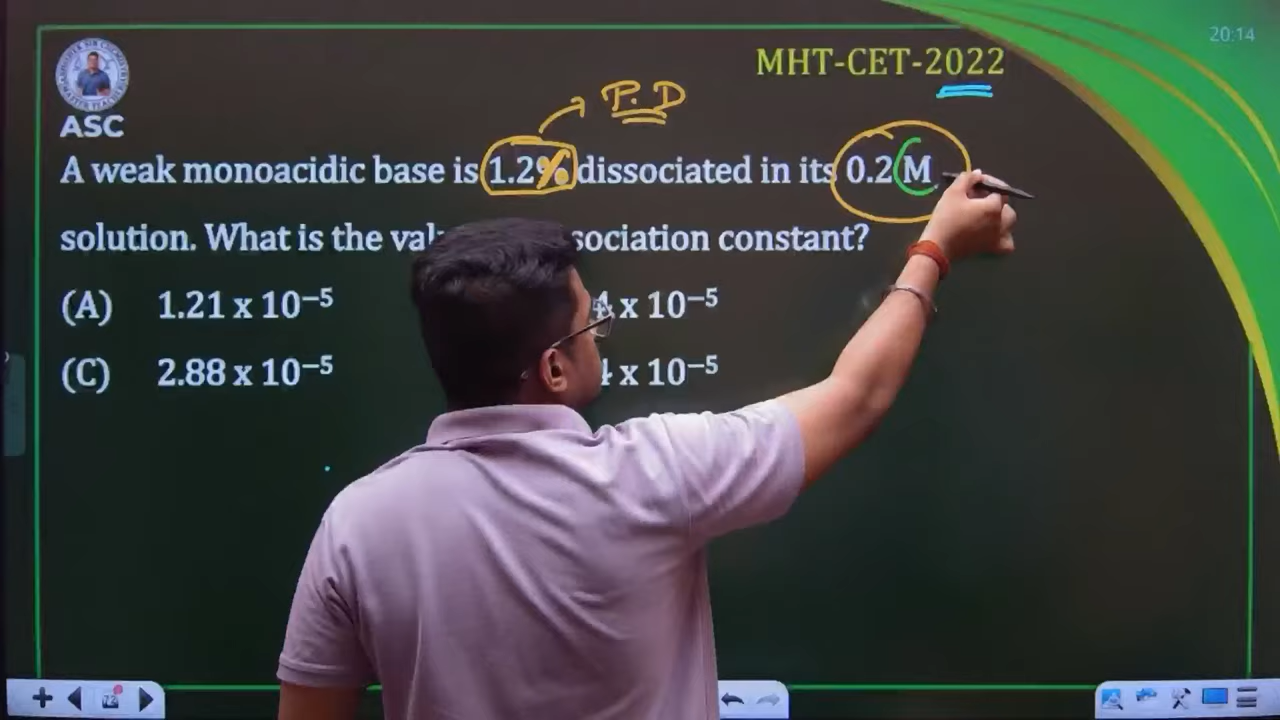 20:14
MHT-CET-2022
P.D
ASC
A weak monoacidic base is 1.2% dissociated in its 0.2 M
solution. What is the sociation constant?
(A) 1.21 x 10⁻⁵ x 10⁻⁵
(C) 2.88 x 10⁻⁵ x 10⁻⁵